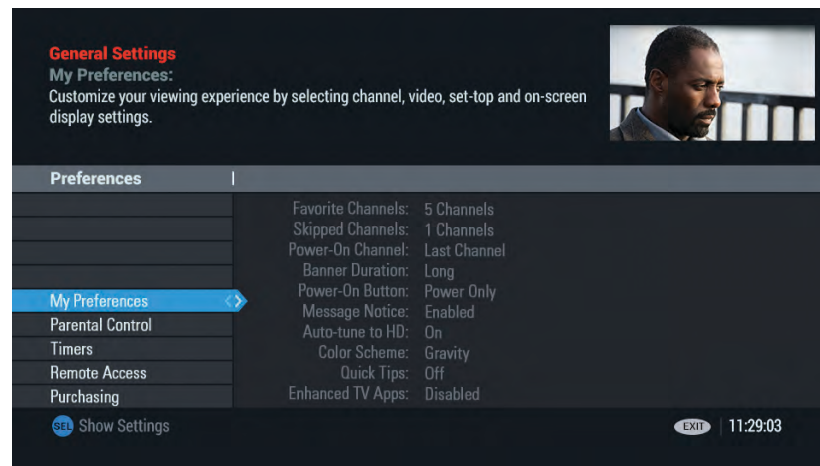 General Settings
My Preferences:
Customize your viewing experience by selecting channel, video, set-top and on-screen
display settings.
Preferences
Favorite Channels: 5 Channels
Skipped Channels: 1 Channels
Power-On Channel: Last Channel
Banner Duration: Long
Power-On Button: Power Only
Message Notice: Enabled
Auto-tune to HD: On
Color Scheme: Gravity
Quick Tips: Off
Enhanced TV Apps: Disabled
My Preferences
Parental Control
Timers
Remote Access
Purchasing
SEL Show Settings
EXIT 11:29:03